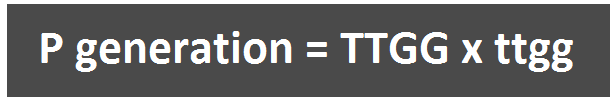 P generation = TTGG x ttgg